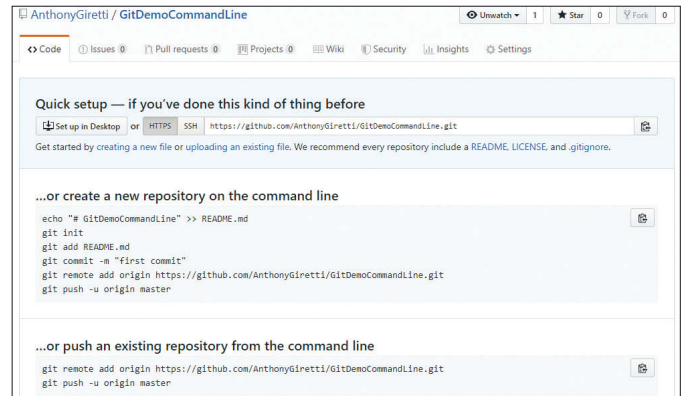 AnthonyGiretti / GitDemoCommandLine Unwatch 1 Star 0 Fork 0
Code Issues 0 Pull requests 0 Projects 0 Wiki Security Insights Settings
Quick setup — if you've done this kind of thing before
Set up in Desktop or HTTPS SSH https://github.com/AnthonyGiretti/GitDemoCommandLine.git
Get started by creating a new file or uploading an existing file. We recommend every repository include a README, LICENSE, and .gitignore.
...or create a new repository on the command line
echo "# GitDemoCommandLine" >> README.md
git init
git add README.md
git commit -m "first commit"
git remote add origin https://github.com/AnthonyGiretti/GitDemoCommandLine.git
git push -u origin master
...or push an existing repository from the command line
git remote add origin https://github.com/AnthonyGiretti/GitDemoCommandLine.git
git push -u origin master